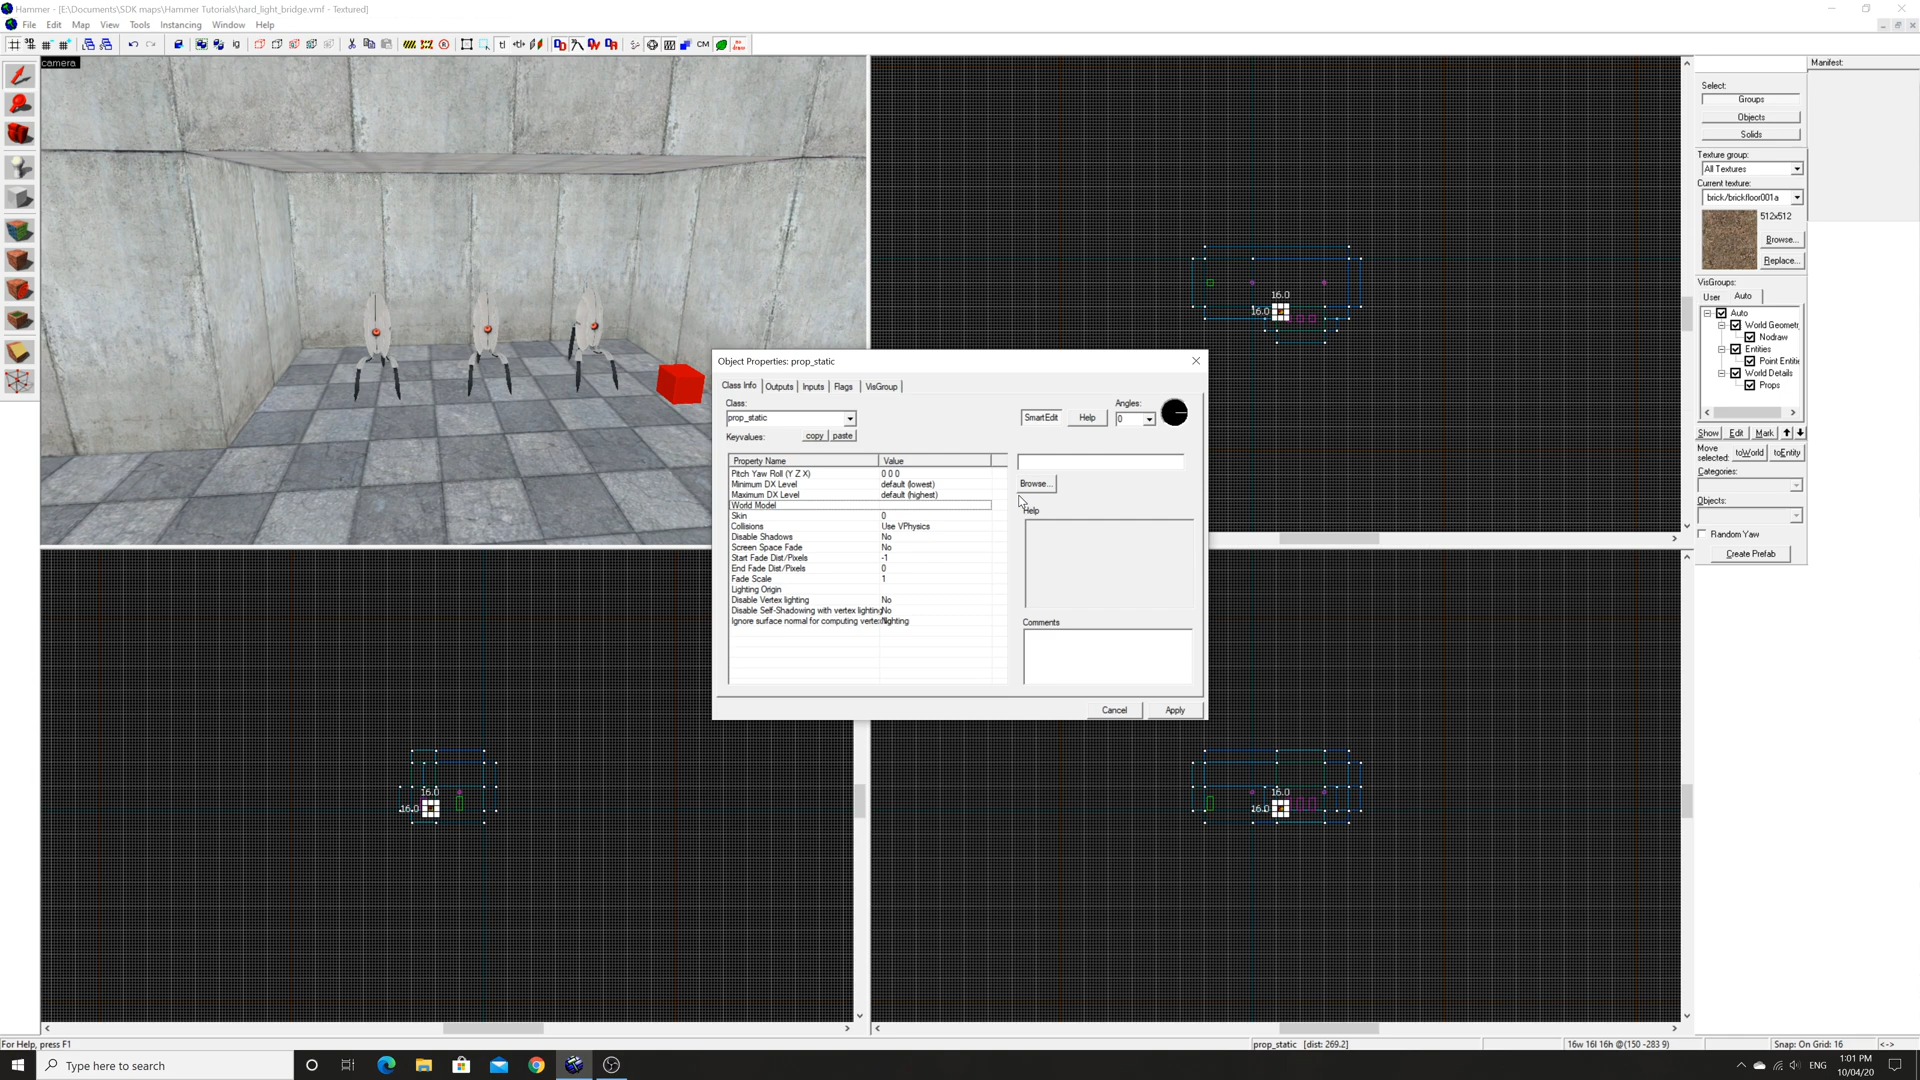 Hammer - [E:\Documents\SDK maps\Hammer Tutorials\hard_light_bridge.vmf - Textured]
File Edit Map View Tools Instancing Window Help
CM
camera
Manifest:
Select:
Groups
Objects
Solids
Texture group:
All Textures
Current texture:
brick/brickfloor001a
512x512
Browse...
Replace...
VisGroups:
User Auto
Auto
World Geometr
Nodraw
Entities
Point Entitie
World Details
Props
Show Edit Mark
Move selected: toWorld toEntity
Categories:
Objects:
Random Yaw
Create Prefab
16.0
16.0
Object Properties: prop_static
Class Info Outputs Inputs Flags VisGroup
Class:
prop_static
SmartEdit Help
Angles:
0
Keyvalues: copy paste
Property Name Value
Pitch Yaw Roll (Y Z X) 0 0 0
Minimum DX Level default (lowest)
Maximum DX Level default (highest)
World Model
Skin 0
Collisions Use VPhysics
Disable Shadows No
Screen Space Fade No
Start Fade Dist/Pixels -1
End Fade Dist/Pixels 0
Fade Scale 1
Lighting Origin
Disable Vertex lighting No
Disable Self-Shadowing with vertex lighting No
Ignore surface normal for computing vertex lighting
Browse...
Help
Comments
Cancel Apply
16.0
16.0
16.0
16.0
For Help, press F1
prop_static [dist: 269.2]
16w 16l 16h @(150 -283 9)
Snap: On Grid: 16
<->
Type here to search
ENG
1:01 PM
10/04/20